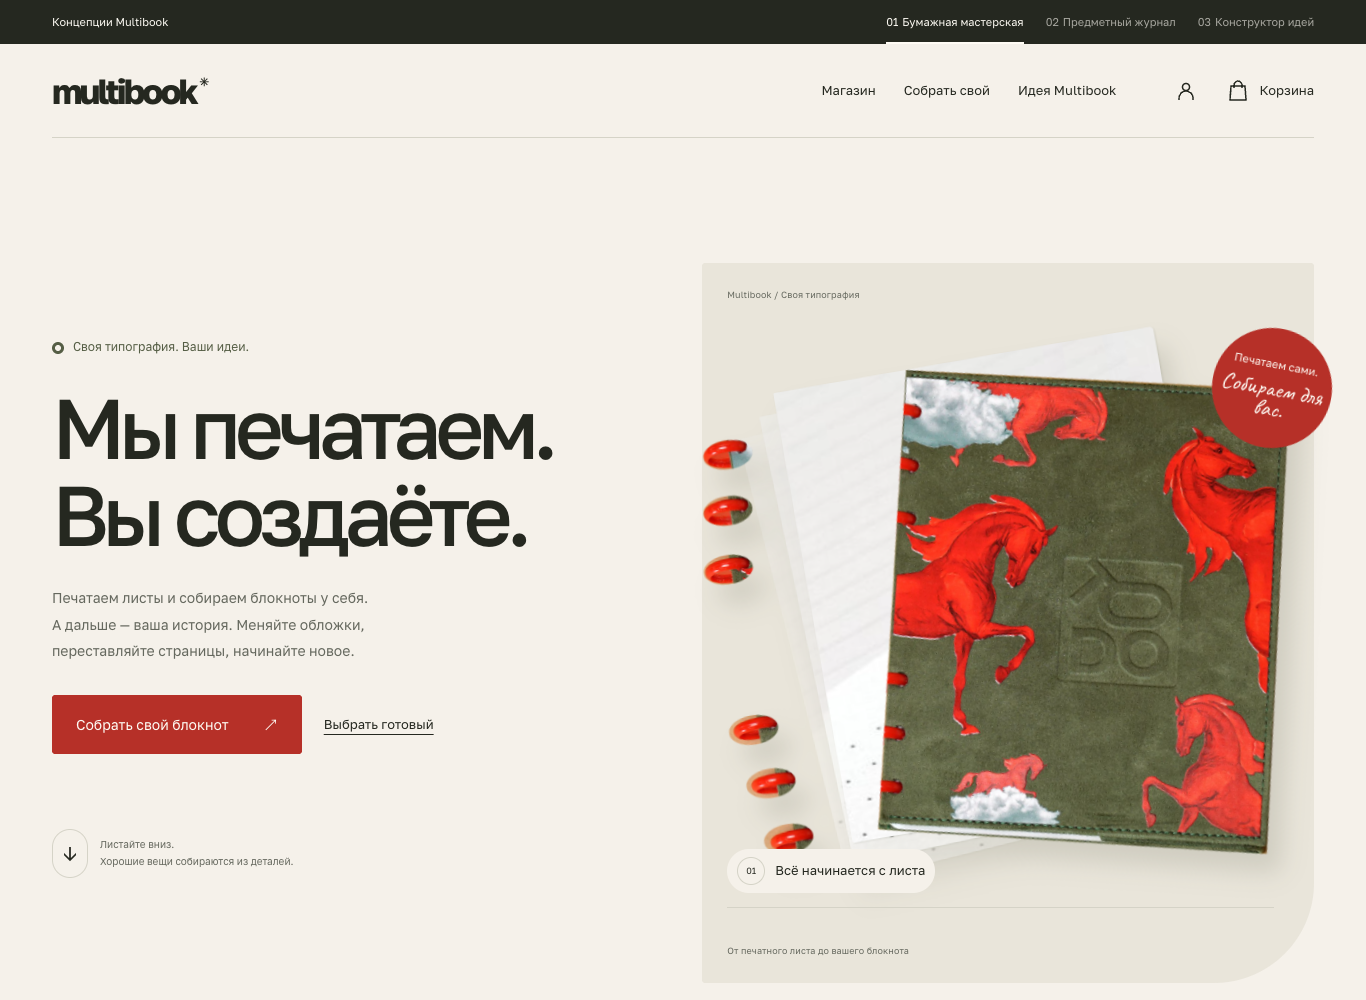 Концепции Multibook
01 Бумажная мастерская
02 Предметный журнал
03 Конструктор идей
multibook*
Магазин
Собрать свой
Идея Multibook
Корзина
Multibook / Своя типография
Своя типография. Ваши идеи.
Мы печатаем.
Вы создаёте.
Печатаем листы и собираем блокноты у себя.
А дальше — ваша история. Меняйте обложки,
переставляйте страницы, начинайте новое.
Собрать свой блокнот ↗
Выбрать готовый
Листайте вниз.
Хорошие вещи собираются из деталей.
Печатаем сами.
Собираем для
вас.
01 Всё начинается с листа
От печатного листа до вашего блокнота